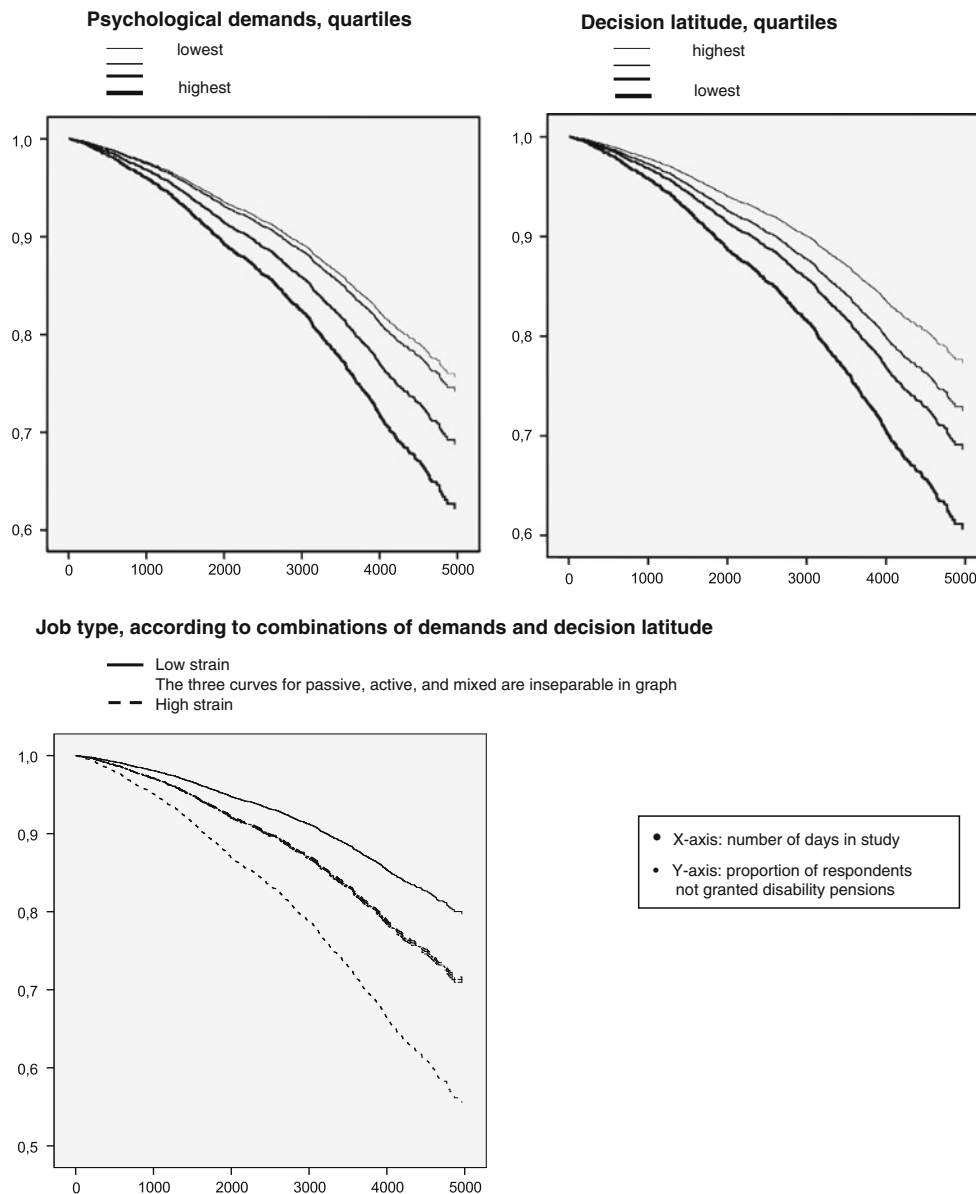 Psychological demands, quartiles
lowest
highest
1,0
0,9
0,8
0,7
0,6
0 1000 2000 3000 4000 5000
Decision latitude, quartiles
highest
lowest
1,0
0,9
0,8
0,7
0,6
0 1000 2000 3000 4000 5000
Job type, according to combinations of demands and decision latitude
Low strain
The three curves for passive, active, and mixed are inseparable in graph
High strain
1,0
0,9
0,8
0,7
0,6
0,5
0 1000 2000 3000 4000 5000
• X-axis: number of days in study
• Y-axis: proportion of respondents
not granted disability pensions